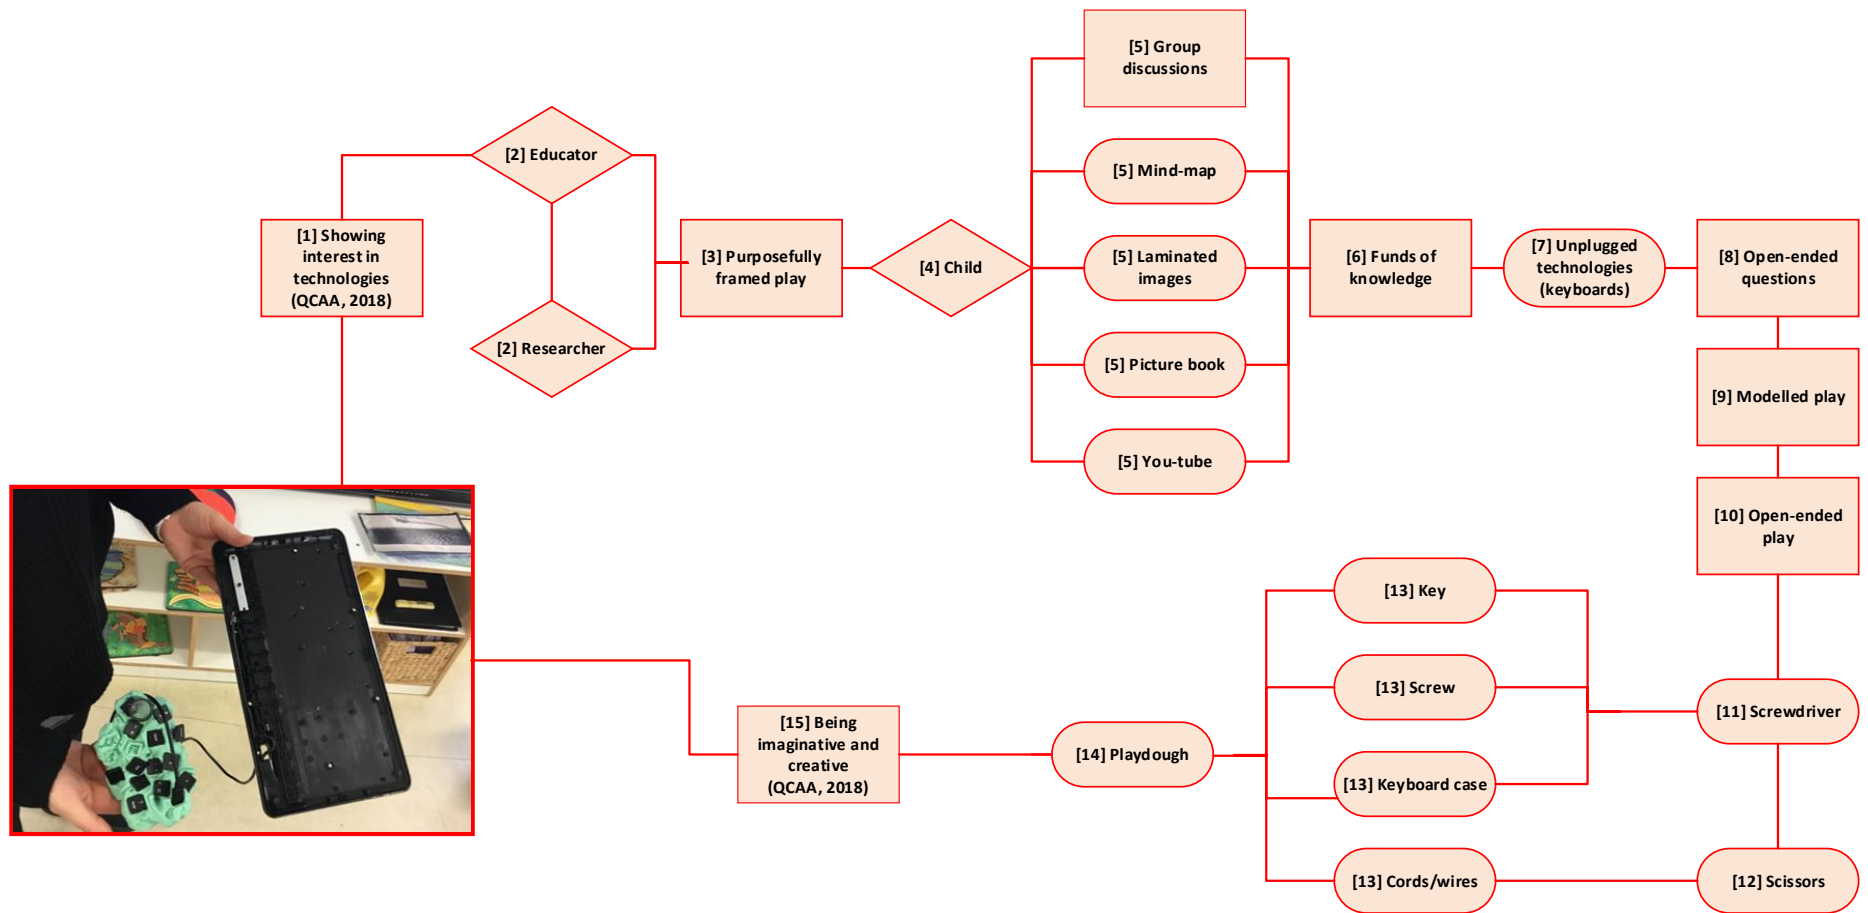 [1] Showing
interest in
technologies
(QCAA, 2018)
[2] Educator
[2] Researcher
[3] Purposefully
framed play
[4] Child
[5] Group
discussions
[5] Mind-map
[5] Laminated
images
[5] Picture book
[5] You-tube
[6] Funds of
knowledge
[7] Unplugged
technologies
(keyboards)
[8] Open-ended
questions
[9] Modelled play
[10] Open-ended
play
[11] Screwdriver
[12] Scissors
[13] Key
[13] Screw
[13] Keyboard case
[13] Cords/wires
[14] Playdough
[15] Being
imaginative and
creative
(QCAA, 2018)